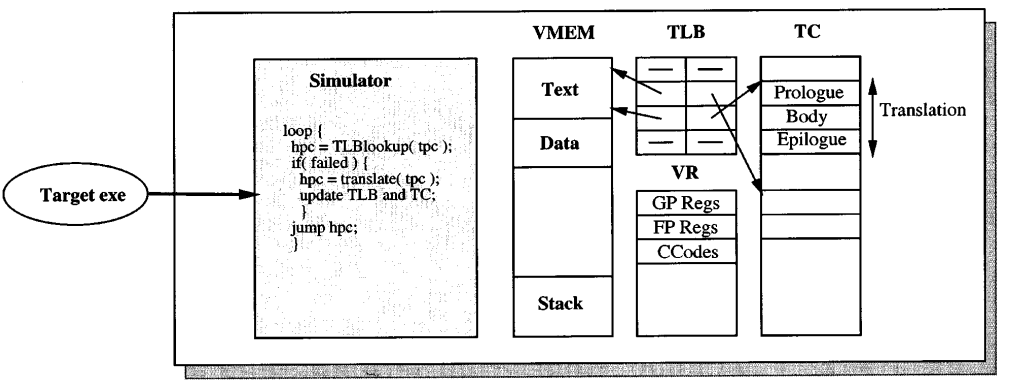 VMEM TLB TC
Simulator
Text
Prologue
Body
Epilogue
Translation
loop {
hpc = TLBlookup( tpc );
if( failed ) {
hpc = translate( tpc );
update TLB and TC;
}
jump hpc;
}
Data
Target exe
VR
GP Regs
FP Regs
CCodes
Stack